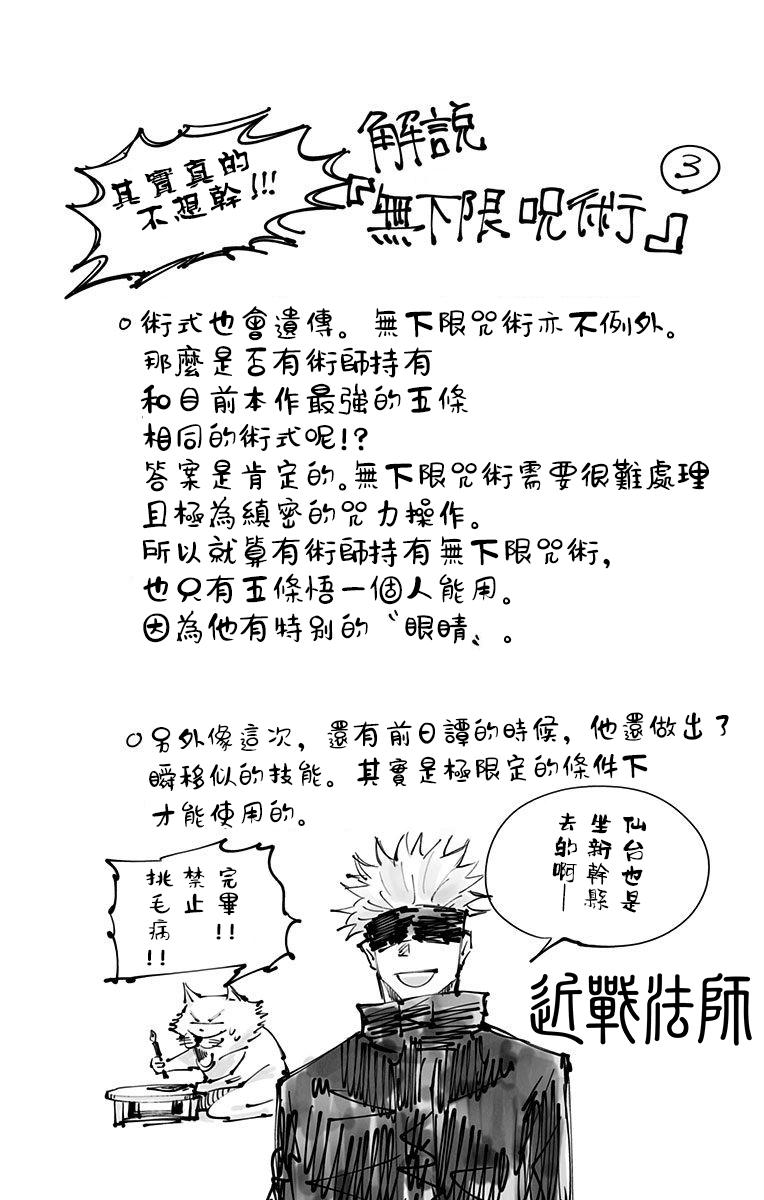 其實真的
不想幹!!!
解說
③
『無下限呪術』
○術式也會遺傳。無下限咒術亦不例外。
那麼是否有術師持有
和目前本作最強的五條
相同的術式呢!?
答案是肯定的。無下限咒術需要很難處理
且極為縝密的咒力操作。
所以就算有術師持有無下限咒術,
也只有五條悟一個人能用。
因為他有特別的〝眼睛〟。
○另外像這次,還有前日譚的時候,他還做出了
瞬移似的技能。其實是極限定的條件下
才能使用的。
仙台也是
坐新幹縣
去的啊—
完畢!!
禁止
挑毛病!!
近戰法師